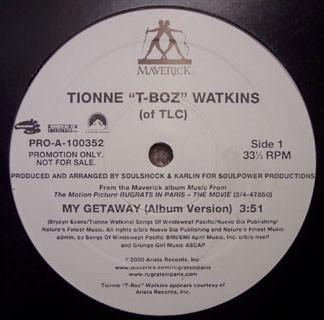 MAVERICK
TIONNE "T-BOZ" WATKINS
(of TLC)
PRO-A-100352
PROMOTION ONLY.
NOT FOR SALE.
Side 1
33⅓ RPM
PRODUCED AND ARRANGED BY SOULSHOCK & KARLIN FOR SOULPOWER PRODUCTIONS.
From the Maverick album Music From
The Motion Picture RUGRATS IN PARIS – THE MOVIE (2/4-47850)
MY GETAWAY (Album Version) 3:51
(Brycyn Evans/Tionne Watkins) Songs Of Windswept Pacific/Nuevo Dia Publishing/
Nature's Finest Music. All rights o/b/o Nuevo Dia Publishing and Nature's Finest Music
admin. by Songs Of Windswept Pacific BMI/EMI April Music, Inc. o/b/o itself
and Grunge Girl Music ASCAP
℗2000 Arista Records, Inc.
www.maverick.com/rugratsinparis
www.rugratsinparis.com
Tionne "T-Boz" Watkins appears courtesy of
Arista Records, Inc.